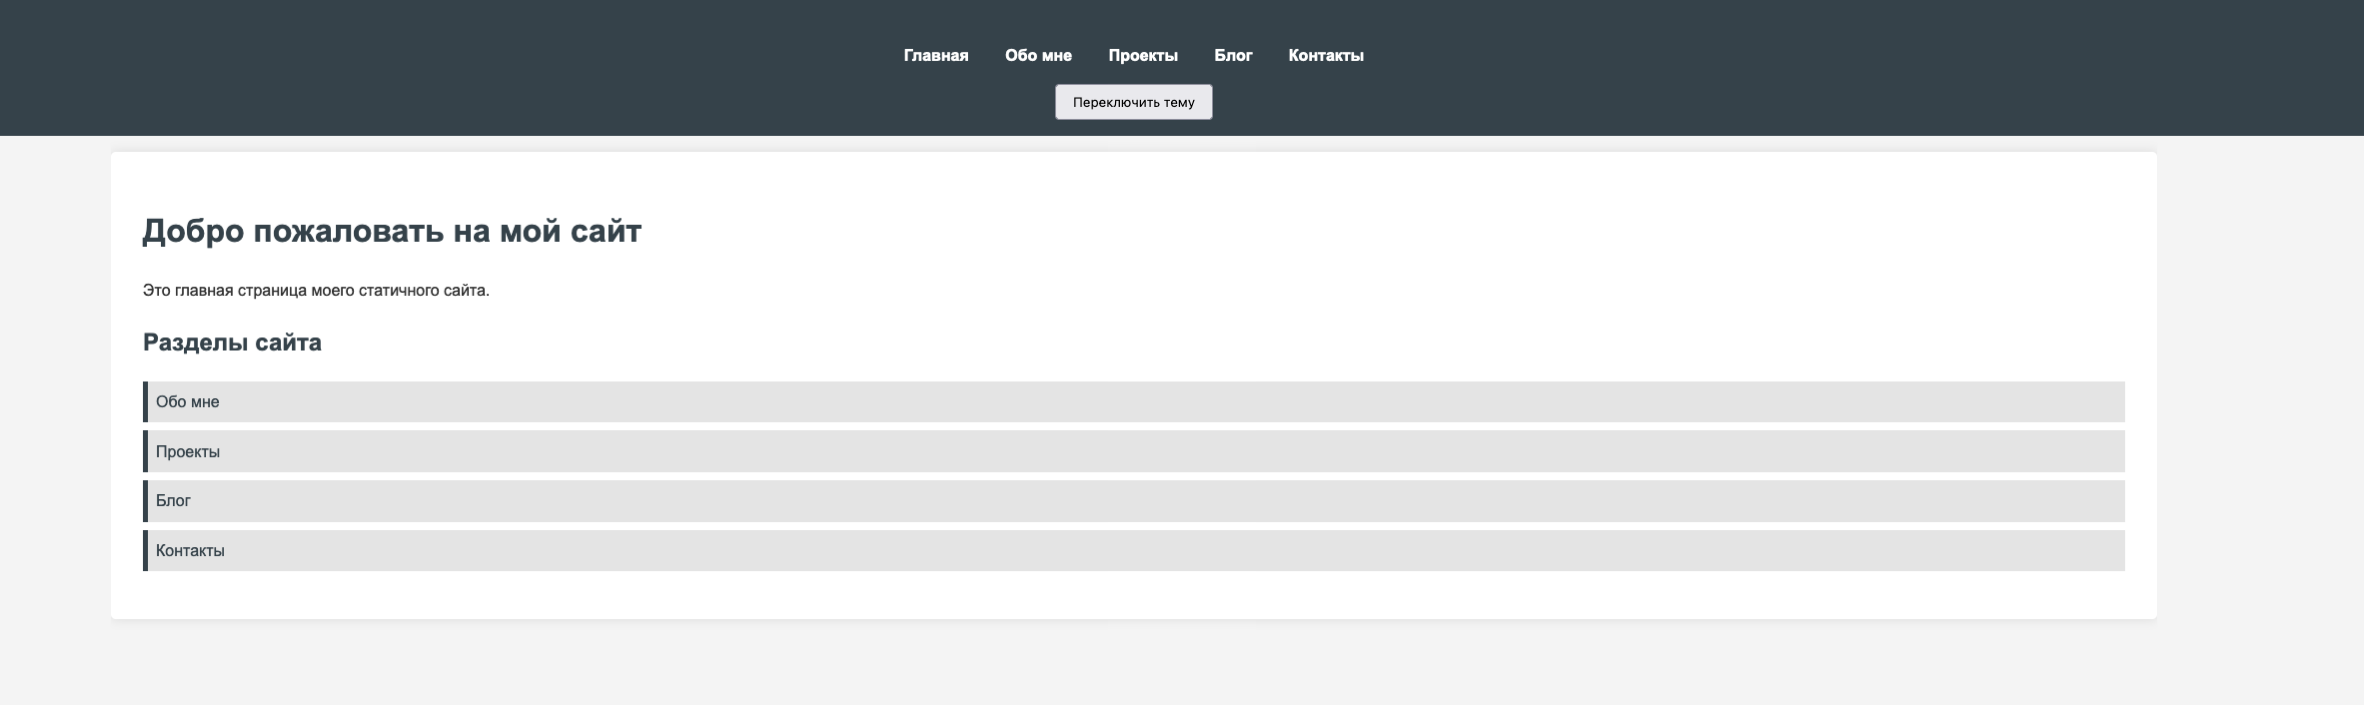 Главная Обо мне Проекты Блог Контакты
Переключить тему
Добро пожаловать на мой сайт
Это главная страница моего статичного сайта.
Разделы сайта
Обо мне
Проекты
Блог
Контакты